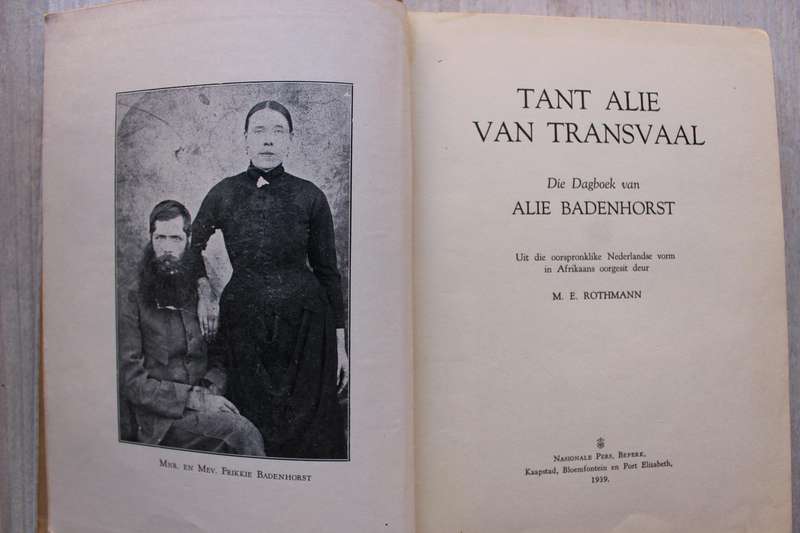 MNR. EN MEV. FRIKKIE BADENHORST
TANT ALIE
VAN TRANSVAAL
Die Dagboek van
ALIE BADENHORST
Uit die oorspronklike Nederlandse vorm
in Afrikaans oorgesit deur
M. E. ROTHMANN
NASIONALE PERS, BEPERK,
Kaapstad, Bloemfontein en Port Elizabeth,
1939.